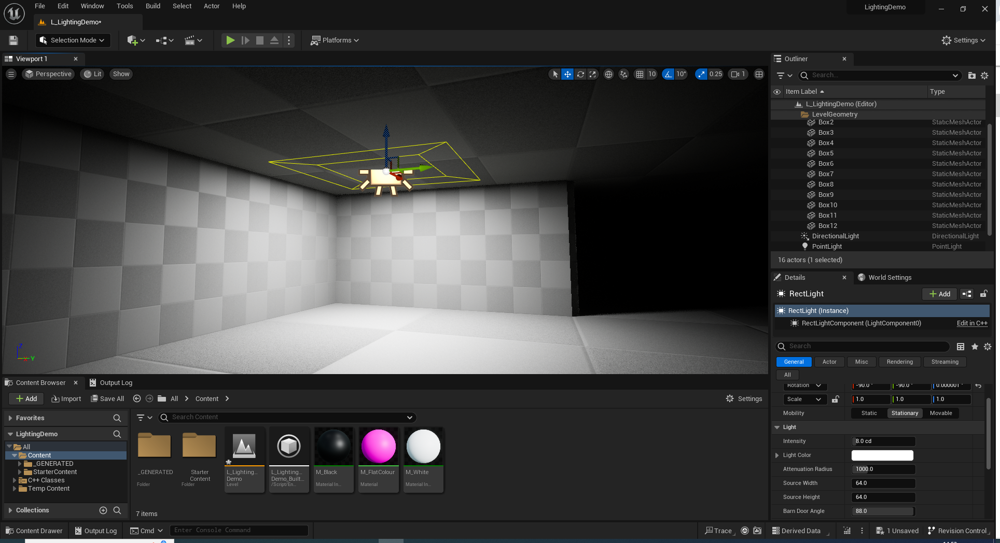 File Edit Window Tools Build Select Actor Help
LightingDemo
L_LightingDemo*
Selection Mode
Platforms
Settings
Viewport 1
Perspective Lit Show
10 10° 0.25 1
Z
X Y
Outliner
Search...
Item Label Type
L_LightingDemo (Editor)
LevelGeometry
Box2 StaticMeshActor
Box3 StaticMeshActor
Box4 StaticMeshActor
Box5 StaticMeshActor
Box6 StaticMeshActor
Box7 StaticMeshActor
Box8 StaticMeshActor
Box9 StaticMeshActor
Box10 StaticMeshActor
Box11 StaticMeshActor
Box12 StaticMeshActor
DirectionalLight DirectionalLight
PointLight PointLight
16 actors (1 selected)
Details World Settings
RectLight Add
RectLight (Instance)
RectLightComponent (LightComponent0) Edit in C++
Search
General Actor Misc Rendering Streaming
All
Rotation -90.0° -90.0° 0.000001°
Scale 1.0 1.0 1.0
Mobility Static Stationary Movable
Light
Intensity 8.0 cd
Light Color
Attenuation Radius 1000.0
Source Width 64.0
Source Height 64.0
Barn Door Angle 88.0
Content Browser Output Log
Add Import Save All All Content Settings
Favorites
LightingDemo
All
Content
_GENERATED
StarterContent
C++ Classes
Temp Content
Collections
Search Content
_GENERATED
Folder
Starter
Content
Folder
L_Lighting...
Demo
Level
L_Lighting...
Demo_Built...
/Script/En...
M_Black
Material In...
M_FlatColour
Material
M_White
Material In...
7 items
Content Drawer Output Log Cmd Enter Console Command Trace Derived Data 1 Unsaved Revision Control